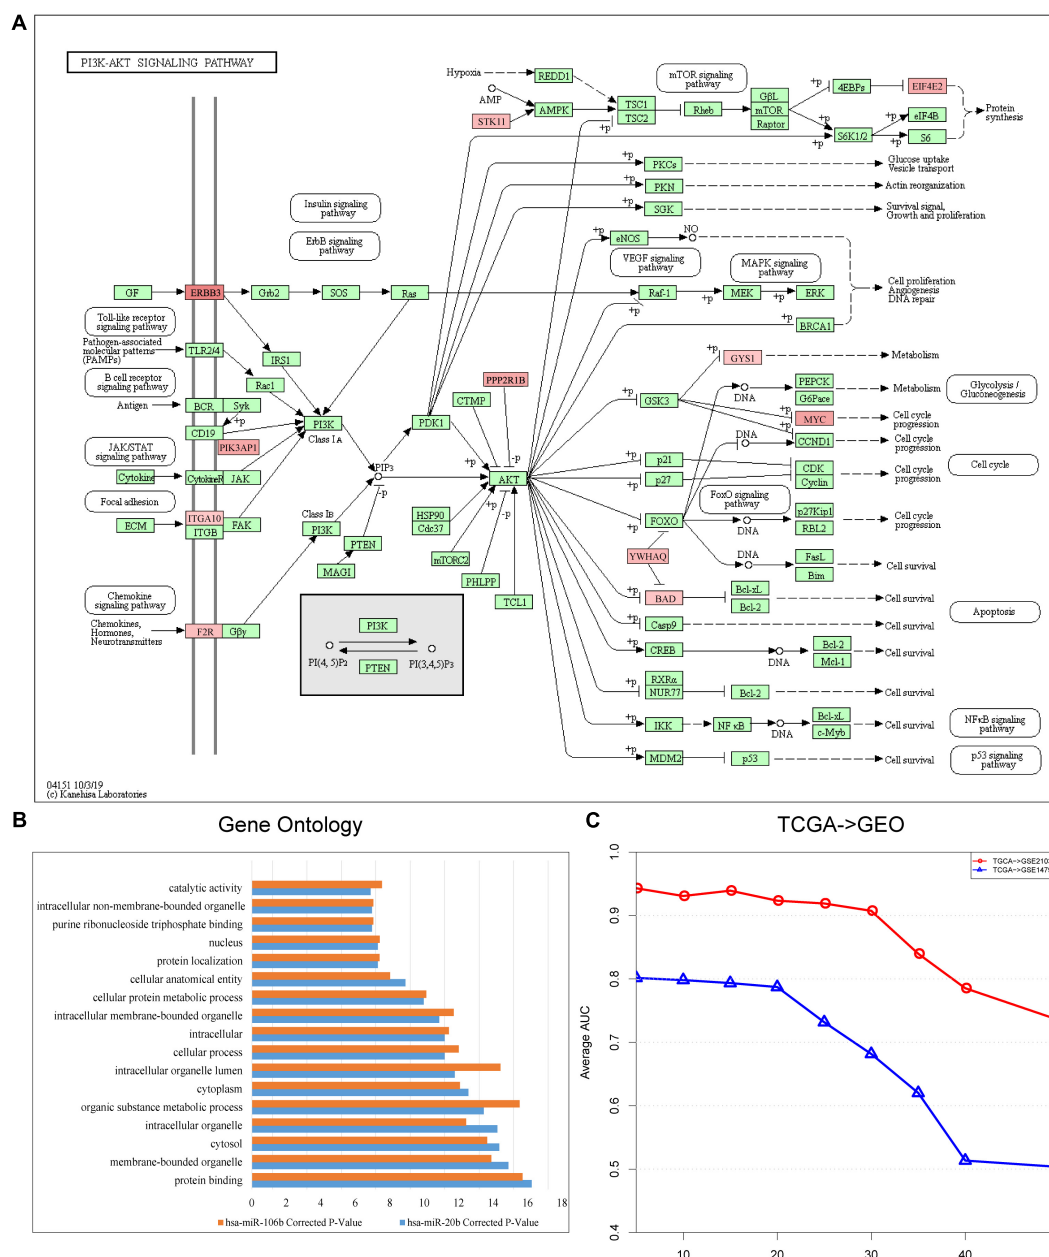 A
PI3K-AKT SIGNALING PATHWAY
Hypoxia
REDD1
mTOR signaling
pathway
AMP
STK11
AMPK
TSC1
TSC2
Rheb
GβL
mTOR
Raptor
+p
4EBPs
+p
EIF4E2
eIF4B
S6K1/2
S6
+p
+p
+p
+p
Protein
synthesis
+p
PKCs
Glucose uptake
Vesicle transport
+p
PKN
Actin reorganization
+p
SGK
Survival signal,
Growth and proliferation
Insulin signaling
pathway
ErbB signaling
pathway
+p
eNOS
NO
VEGF signaling
pathway
MAPK signaling
pathway
GF
ERBB3
Grb2
SOS
Ras
Raf-1
+p
MEK
+p
ERK
+p
Cell proliferation
Angiogenesis
DNA repair
+p
BRCA1
Toll-like receptor
signaling pathway
Pathogen-associated
molecular patterns
(PAMPs)
TLR2/4
IRS1
Rac1
B cell receptor
signaling pathway
Antigen
BCR
Syk
+p
CD19
PIK3AP1
PI3K
Class IA
JAK/STAT
signaling pathway
Cytokine
CytokineR
JAK
Focal adhesion
ECM
ITGA10
ITGB
FAK
Class IB
PI3K
PIP3
-p
PTEN
MAGI
Chemokine
signaling pathway
Chemokines,
Hormones,
Neurotransmitters
F2R
Gβγ
PDK1
CTMP
PPP2R1B
+p
-p
AKT
HSP90
Cdc37
+p
-p
mTORC2
PHLPP
TCL1
PI3K
PI(4, 5)P2
PI(3,4,5)P3
PTEN
+p
GYS1
Metabolism
+p
GSK3
DNA
PEPCK
G6Pace
Metabolism
Glycolysis /
Gluconeogenesis
+p
MYC
Cell cycle
progression
+p
DNA
CCND1
Cell cycle
progression
+p
p21
+p
p27
CDK
Cyclin
Cell cycle
progression
Cell cycle
FoxO signaling
pathway
+p
FOXO
DNA
p27Kip1
RBL2
Cell cycle
progression
YWHAQ
DNA
FasL
Bim
Cell survival
+p
BAD
Bcl-xL
Bcl-2
Cell survival
Apoptosis
+p
Casp9
Cell survival
+p
CREB
DNA
Bcl-2
Mcl-1
Cell survival
+p
RXRα
NUR77
Bcl-2
Cell survival
+p
IKK
NFκB
DNA
Bcl-xL
c-Myb
Cell survival
NFκB signaling
pathway
+p
MDM2
p53
Cell survival
p53 signaling
pathway
04151 10/3/19
(c) Kanehisa Laboratories
B
Gene Ontology
catalytic activity
intracellular non-membrane-bounded organelle
purine ribonucleoside triphosphate binding
nucleus
protein localization
cellular anatomical entity
cellular protein metabolic process
intracellular membrane-bounded organelle
intracellular
cellular process
intracellular organelle lumen
cytoplasm
organic substance metabolic process
intracellular organelle
cytosol
membrane-bounded organelle
protein binding
0 2 4 6 8 10 12 14 16 18
hsa-miR-106b Corrected P-Value
hsa-miR-20b Corrected P-Value
C
TCGA->GEO
TGCA->GSE2103
TCGA->GSE1479
Average AUC
1.0
0.9
0.8
0.7
0.6
0.5
0.4
10 20 30 40